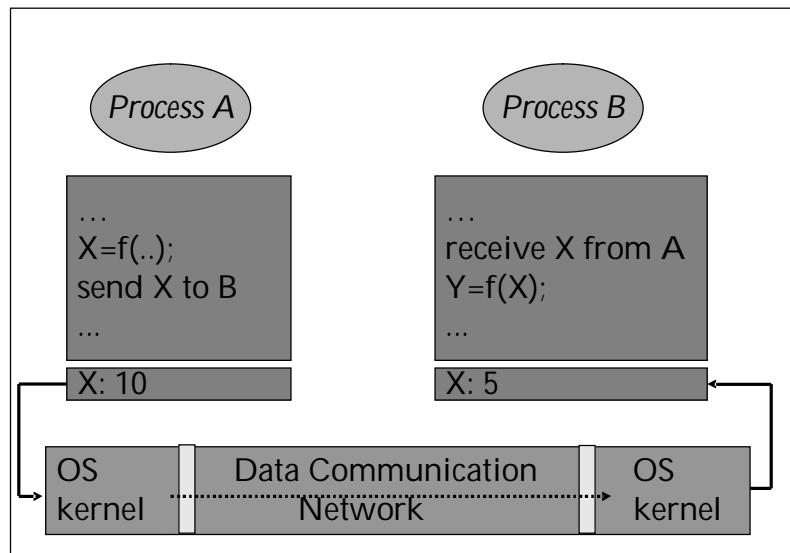 Process A
Process B
…
X=f(..);
send X to B
...
…
receive X from A
Y=f(X);
...
X: 10
X: 5
OS
kernel
Data Communication
Network
OS
kernel